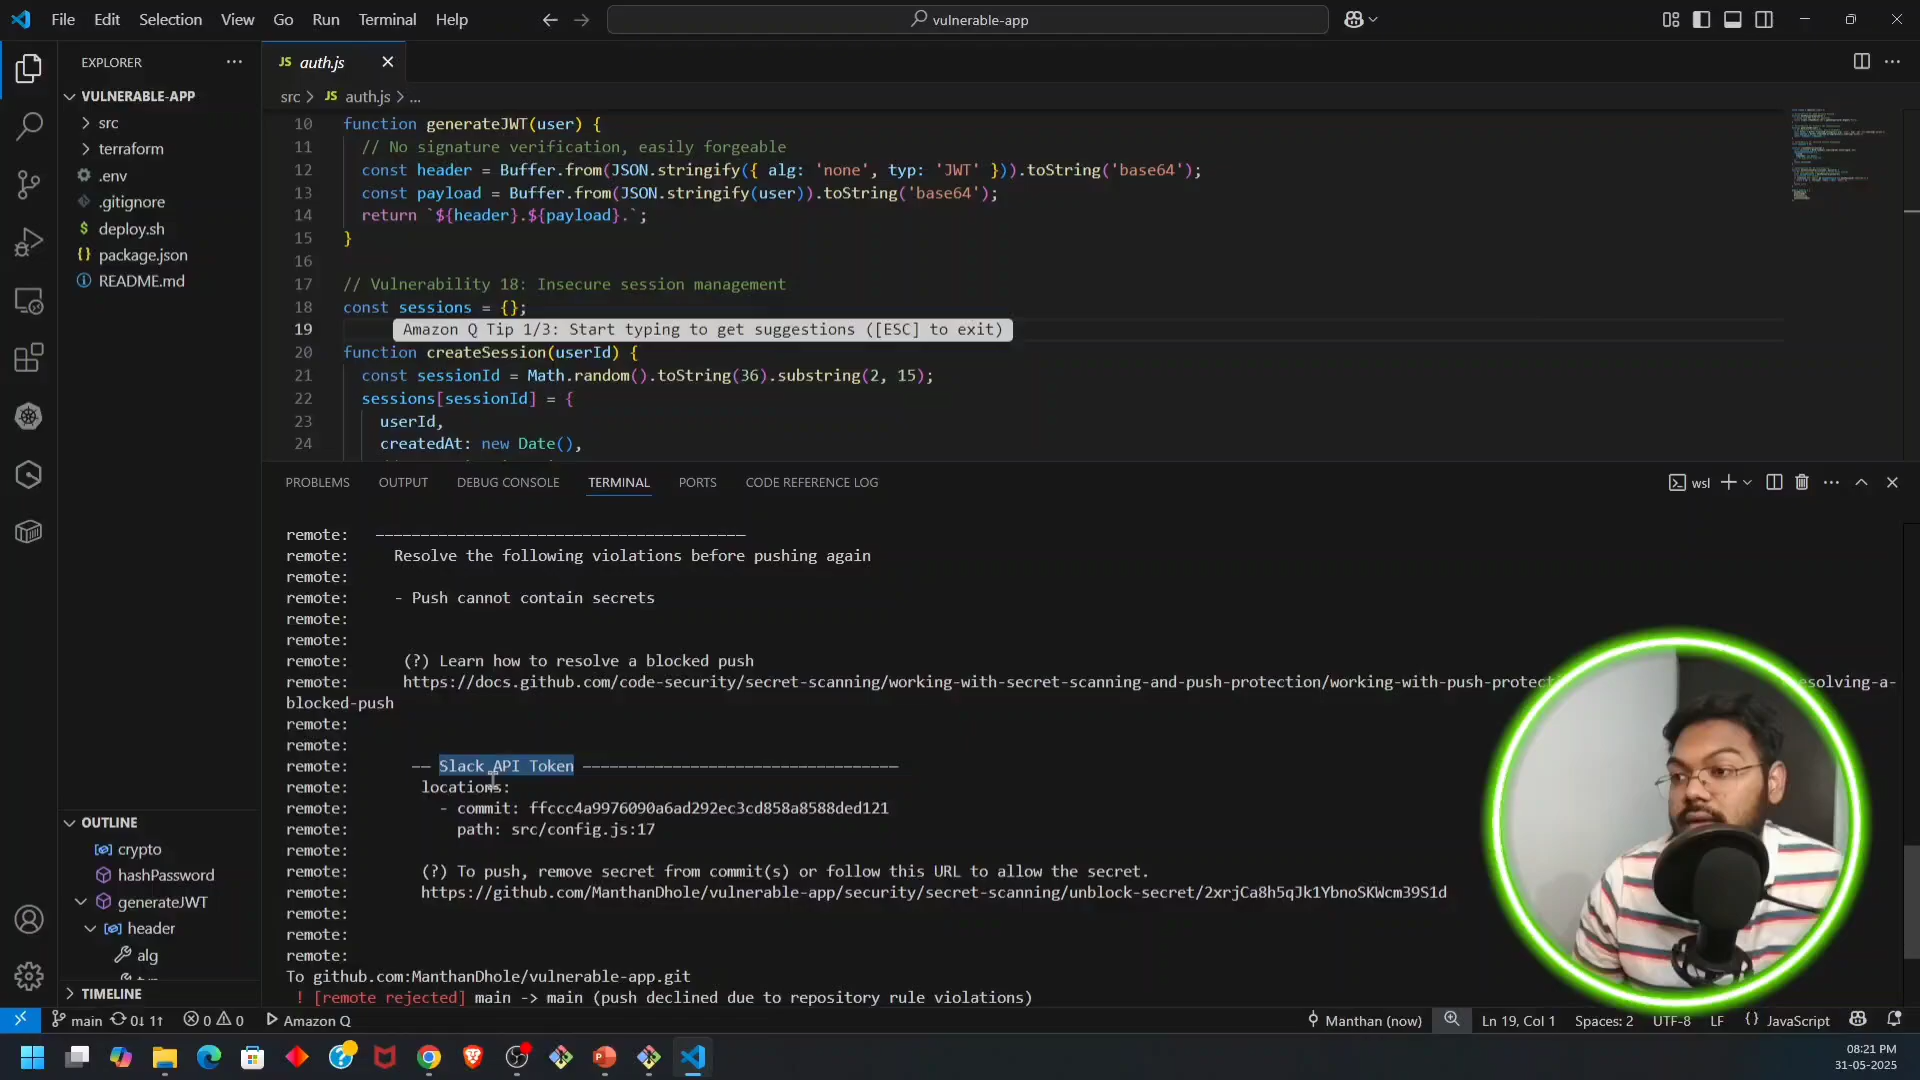 File Edit Selection View Go Run Terminal Help
vulnerable-app
EXPLORER
VULNERABLE-APP
src
terraform
.env
.gitignore
deploy.sh
package.json
README.md
OUTLINE
crypto
hashPassword
generateJWT
header
alg
TIMELINE
JS auth.js
src > JS auth.js > ...
10 function generateJWT(user) {
11 // No signature verification, easily forgeable
12 const header = Buffer.from(JSON.stringify({ alg: 'none', typ: 'JWT' })).toString('base64');
13 const payload = Buffer.from(JSON.stringify(user)).toString('base64');
14 return `${header}.${payload}.`;
15 }
16
17 // Vulnerability 18: Insecure session management
18 const sessions = {};
19 Amazon Q Tip 1/3: Start typing to get suggestions ([ESC] to exit)
20 function createSession(userId) {
21 const sessionId = Math.random().toString(36).substring(2, 15);
22 sessions[sessionId] = {
23 userId,
24 createdAt: new Date(),
PROBLEMS OUTPUT DEBUG CONSOLE TERMINAL PORTS CODE REFERENCE LOG
wsl
remote: ——————————————————————————————————————————
remote: Resolve the following violations before pushing again
remote:
remote: - Push cannot contain secrets
remote:
remote:
remote: (?) Learn how to resolve a blocked push
remote: https://docs.github.com/code-security/secret-scanning/working-with-secret-scanning-and-push-protection/working-with-push-protecti esolving-a-
blocked-push
remote:
remote:
remote: —— Slack API Token ———————————————————————————————————
remote: locations:
remote: - commit: ffccc4a9976090a6ad292ec3cd858a8588ded121
remote: path: src/config.js:17
remote:
remote: (?) To push, remove secret from commit(s) or follow this URL to allow the secret.
remote: https://github.com/ManthanDhole/vulnerable-app/security/secret-scanning/unblock-secret/2xrjCa8h5qJk1YbnoSKWcm39S1d
remote:
remote:
remote:
To github.com:ManthanDhole/vulnerable-app.git
! [remote rejected] main -> main (push declined due to repository rule violations)
main 0↓ 1↑ 0 0 Amazon Q
Manthan (now) Ln 19, Col 1 Spaces: 2 UTF-8 LF {} JavaScript
08:21 PM
31-05-2025